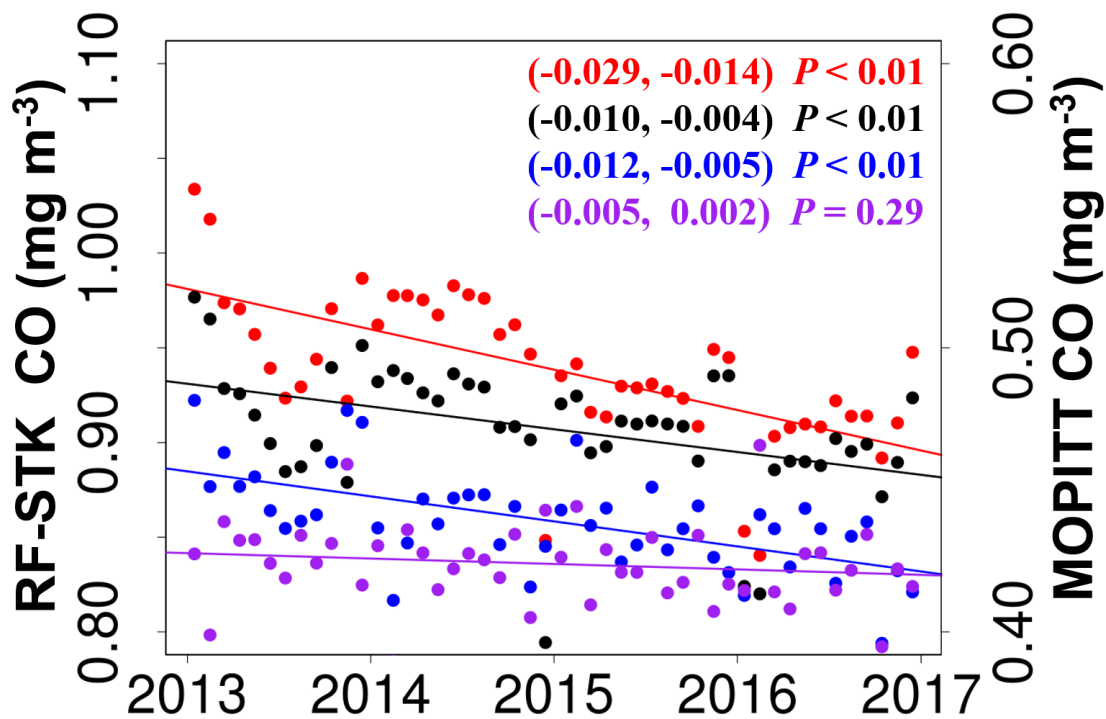 RF-STK CO (mg m-3)
1.10
1.00
0.90
0.80
(-0.029, -0.014) P < 0.01
(-0.010, -0.004) P < 0.01
(-0.012, -0.005) P < 0.01
(-0.005, 0.002) P = 0.29
0.60
0.50
0.40
MOPITT CO (mg m-3)
2013 2014 2015 2016 2017